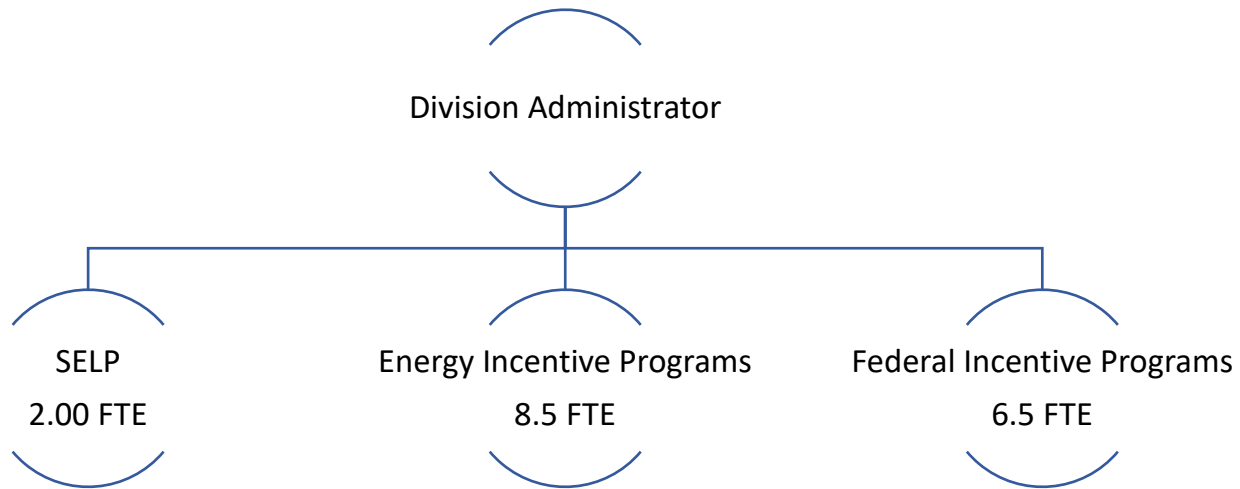 Division Administrator
SELP
2.00 FTE
Energy Incentive Programs
8.5 FTE
Federal Incentive Programs
6.5 FTE